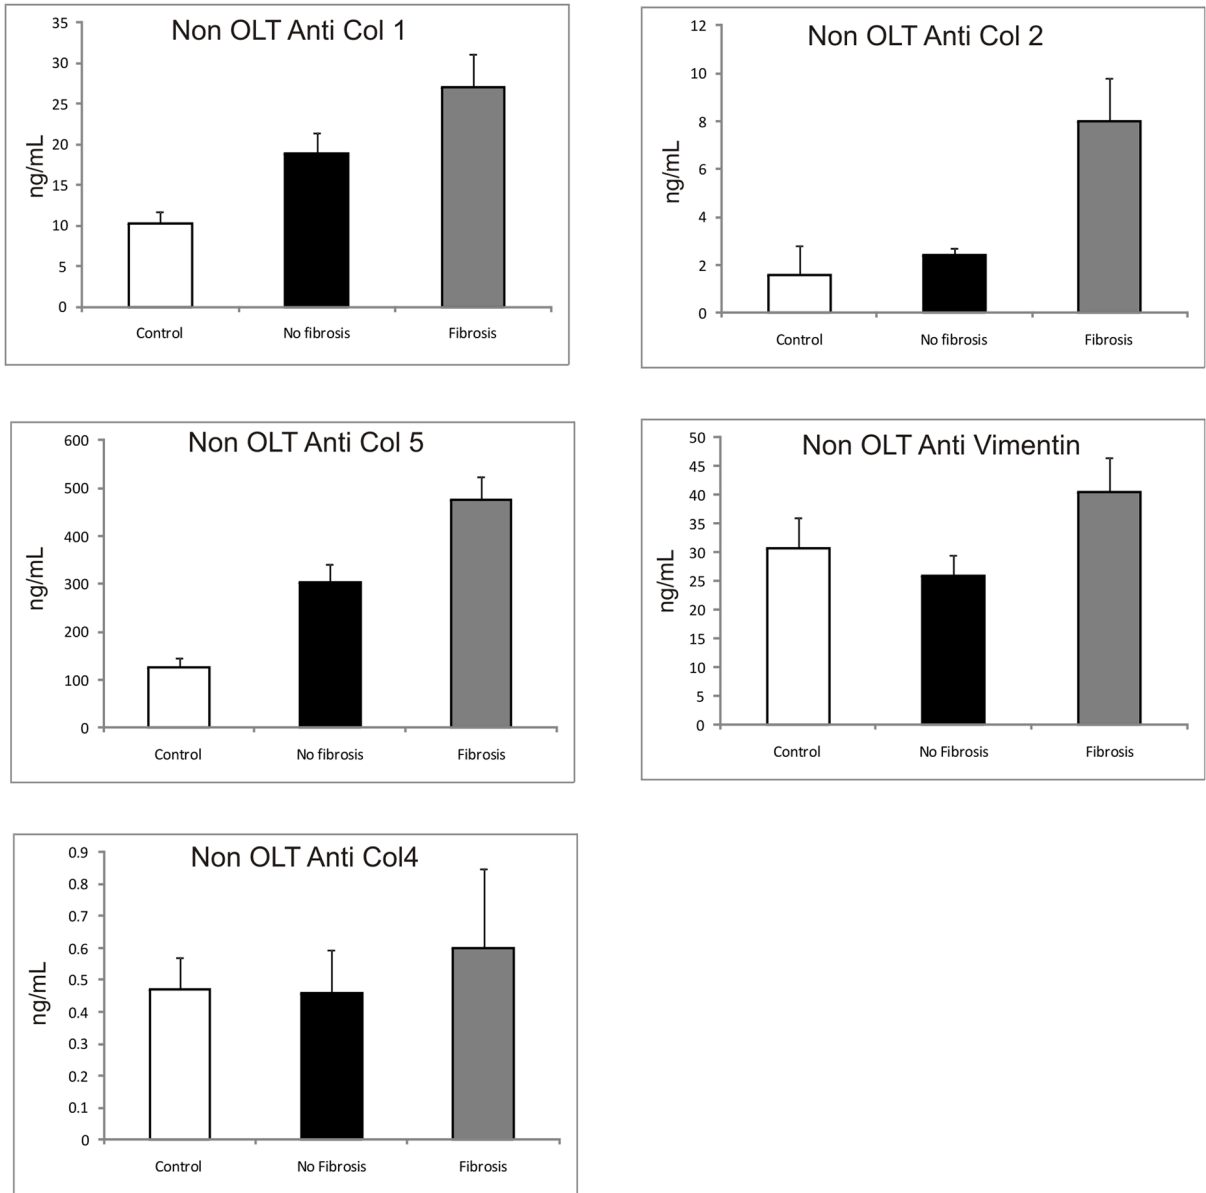 Non OLT Anti Col 1
35
30
25
20
15
10
5
0
ng/mL
Control No fibrosis Fibrosis
Non OLT Anti Col 2
12
10
8
6
4
2
0
ng/mL
Control No fibrosis Fibrosis
Non OLT Anti Col 5
600
500
400
300
200
100
0
ng/mL
Control No fibrosis Fibrosis
Non OLT Anti Vimentin
50
45
40
35
30
25
20
15
10
5
0
ng/mL
Control No Fibrosis Fibrosis
Non OLT Anti Col4
0.9
0.8
0.7
0.6
0.5
0.4
0.3
0.2
0.1
0
ng/mL
Control No Fibrosis Fibrosis